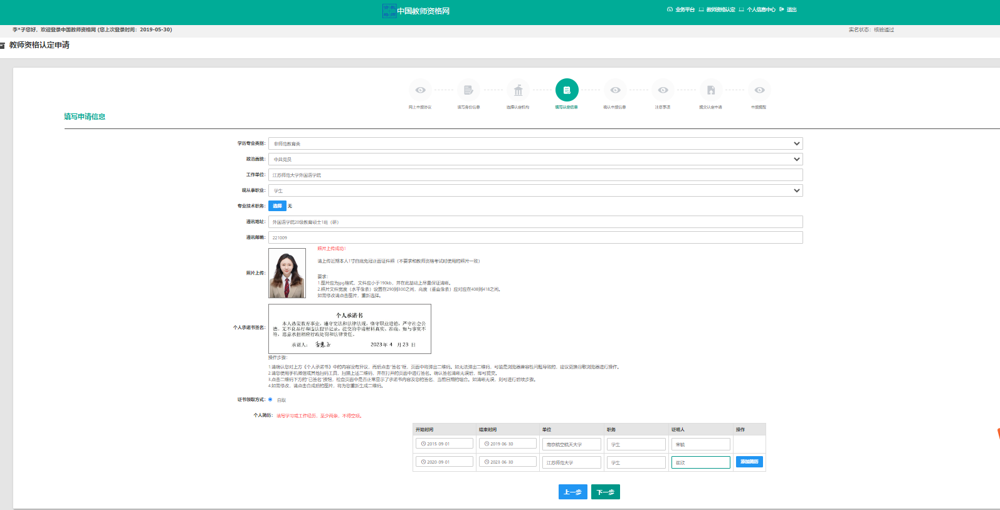 中国教师资格网
业务平台 教师资格认定 个人信息中心 退出
李*子您好，欢迎登录中国教师资格网 (您上次登录时间：2019-05-30)
实名状态：核验通过
教师资格认定申请
网上申报协议 填写身份信息 选择认定机构 填写认定信息 确认申报信息 注意事项 提交认定申请 申报提醒
填写申请信息
学历专业类别： 非师范教育类
政治面貌： 中共党员
工作单位： 江苏师范大学外国语学院
现从事职业： 学生
专业技术职务： 选择 无
通讯地址： 外国语学院20级教育硕士1班（研）
通讯邮编： 221009
照片上传：
照片上传成功！
请上传近期本人1寸白底免冠正面证件照（不要求和教师资格考试时使用的照片一致）
要求：
1.图片应为jpg格式，文件应小于190kb，并在此基础上尽量保证清晰。
2.照片文件宽度（水平像素）设置在290到300之间，高度（垂直像素）应对应在408到418之间。
如需修改请点击图片，重新选择。
个人承诺书签名：
个人承诺书
本人热爱教育事业，遵守宪法和法律法规，恪守职业道德，严守社会公
德，无不良品行和违法犯罪记录，提交的申请材料真实、准确，如与事实不
符，愿意承担相应行政处罚和法律责任。
承诺人： 2023年 4 月 23 日
操作步骤：
1.请确认您对上方《个人承诺书》中的内容没有异议，而后点击"签名"框，页面中将弹出二维码。如无法弹出二维码，可能是浏览器兼容性问题导致的，建议更换谷歌浏览器进行操作。
2.请您使用手机微信或其他扫码工具，扫描上述二维码，并在打开的页面中进行签名。确认签名清晰无误后，即可提交。
3.点击二维码下方的"已签名"按钮，检查页面中是否正常显示了承诺书内容及您的签名、当前日期的组合。如清晰无误，则可进行后续步骤。
4.如需修改，请点击合成后的图片，将为您重新生成二维码。
证书领取方式： 自取
个人简历： 填写学习或工作经历，至少两条，不得空项。
开始时间 结束时间 单位 职务 证明人 操作
2015-09-01 2019-06-30 南京航空航天大学 学生 宋毓
2020-09-01 2023-06-30 江苏师范大学 学生 崔欣 添加简历
上一步 下一步